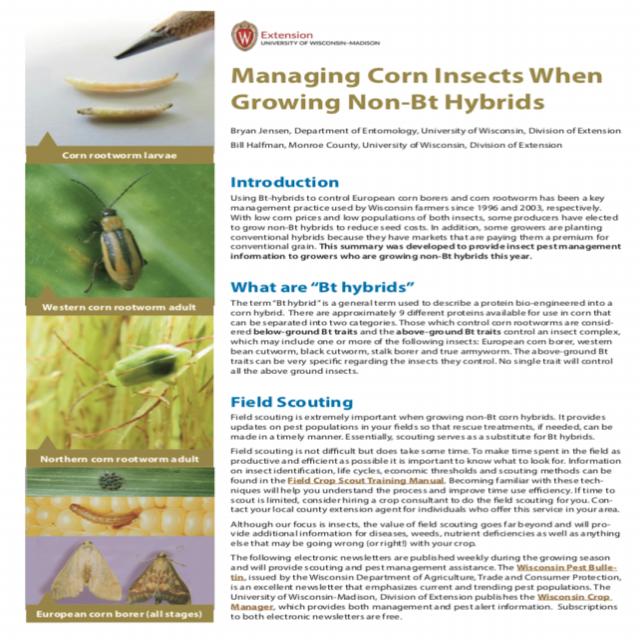 Extension
UNIVERSITY OF WISCONSIN–MADISON
Managing Corn Insects When
Growing Non-Bt Hybrids
Bryan Jensen, Department of Entomology, University of Wisconsin, Division of Extension
Bill Halfman, Monroe County, University of Wisconsin, Division of Extension
Corn rootworm larvae
Introduction
Using Bt-hybrids to control European corn borers and corn rootworm has been a key
management practice used by Wisconsin farmers since 1996 and 2003, respectively.
With low corn prices and low populations of both insects, some producers have elected
to grow non-Bt hybrids to reduce seed costs. In addition, some growers are planting
conventional hybrids because they have markets that are paying them a premium for
conventional grain. This summary was developed to provide insect pest management
information to growers who are growing non-Bt hybrids this year.
Western corn rootworm adult
What are “Bt hybrids”
The term “Bt hybrid” is a general term used to describe a protein bio-engineered into a
corn hybrid. There are approximately 9 different proteins available for use in corn that
can be separated into two categories. Those which control corn rootworms are consid-
ered below-ground Bt traits and the above-ground Bt traits control an insect complex,
which may include one or more of the following insects: European corn borer, western
bean cutworm, black cutworm, stalk borer and true armyworm. The above-ground Bt
traits can be very specific regarding the insects they control. No single trait will control
all the above ground insects.
Northern corn rootworm adult
Field Scouting
Field scouting is extremely important when growing non-Bt corn hybrids. It provides
updates on pest populations in your fields so that rescue treatments, if needed, can be
made in a timely manner. Essentially, scouting serves as a substitute for Bt hybrids.
Field scouting is not difficult but does take some time. To make time spent in the field as
productive and efficient as possible it is important to know what to look for. Information
on insect identification, life cycles, economic thresholds and scouting methods can be
found in the Field Crop Scout Training Manual. Becoming familiar with these tech-
niques will help you understand the process and improve time use efficiency. If time to
scout is limited, consider hiring a crop consultant to do the field scouting for you. Con-
tact your local county extension agent for individuals who offer this service in your area.
Although our focus is insects, the value of field scouting goes far beyond and will pro-
vide additional information for diseases, weeds, nutrient deficiencies as well as anything
else that may be going wrong (or right!) with your crop.
The following electronic newsletters are published weekly during the growing season
and will provide scouting and pest management assistance. The Wisconsin Pest Bulle-
tin, issued by the Wisconsin Department of Agriculture, Trade and Consumer Protection,
is an excellent newsletter that emphasizes current and trending pest populations. The
University of Wisconsin-Madison, Division of Extension publishes the Wisconsin Crop
Manager, which provides both management and pest alert information. Subscriptions
to both electronic newsletters are free.
European corn borer (all stages)